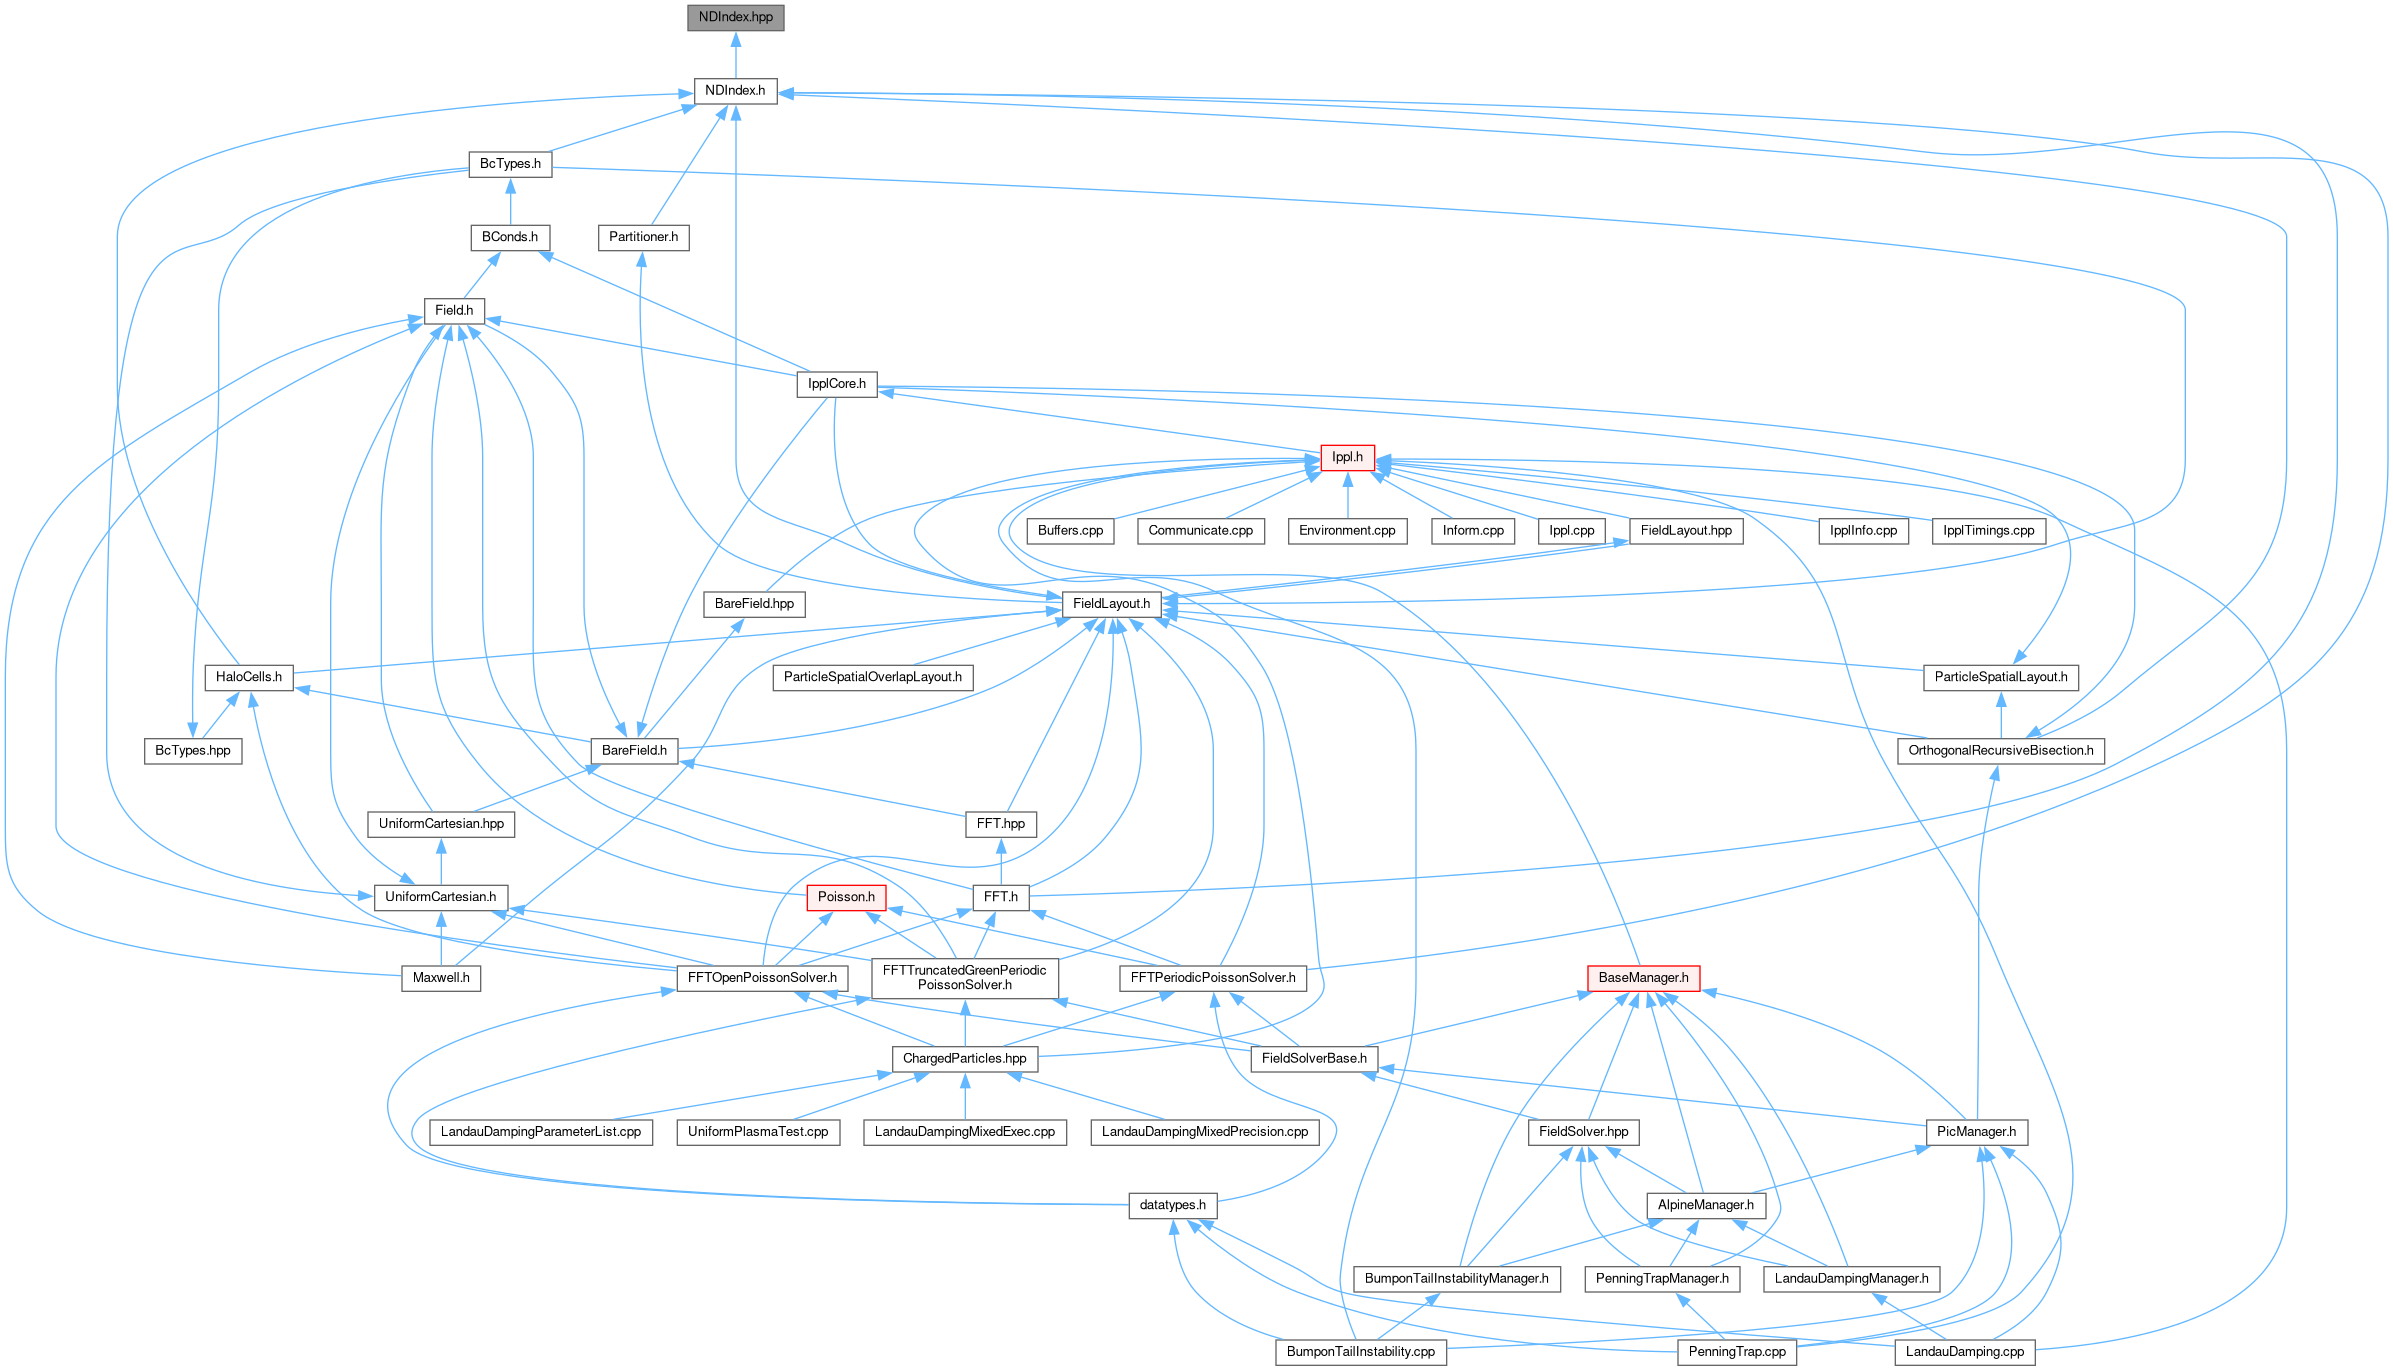 NDIndex.hpp
NDIndex.h
BcTypes.h
BConds.h
Partitioner.h
Field.h
IpplCore.h
Ippl.h
Buffers.cpp
Communicate.cpp
Environment.cpp
Inform.cpp
Ippl.cpp
FieldLayout.hpp
IpplInfo.cpp
IpplTimings.cpp
BareField.hpp
FieldLayout.h
HaloCells.h
ParticleSpatialOverlapLayout.h
ParticleSpatialLayout.h
BcTypes.hpp
BareField.h
OrthogonalRecursiveBisection.h
UniformCartesian.hpp
FFT.hpp
UniformCartesian.h
Poisson.h
FFT.h
Maxwell.h
FFTOpenPoissonSolver.h
FFTTruncatedGreenPeriodic
PoissonSolver.h
FFTPeriodicPoissonSolver.h
BaseManager.h
ChargedParticles.hpp
FieldSolverBase.h
LandauDampingParameterList.cpp
UniformPlasmaTest.cpp
LandauDampingMixedExec.cpp
LandauDampingMixedPrecision.cpp
FieldSolver.hpp
PicManager.h
datatypes.h
AlpineManager.h
BumponTailInstabilityManager.h
PenningTrapManager.h
LandauDampingManager.h
BumponTailInstability.cpp
PenningTrap.cpp
LandauDamping.cpp